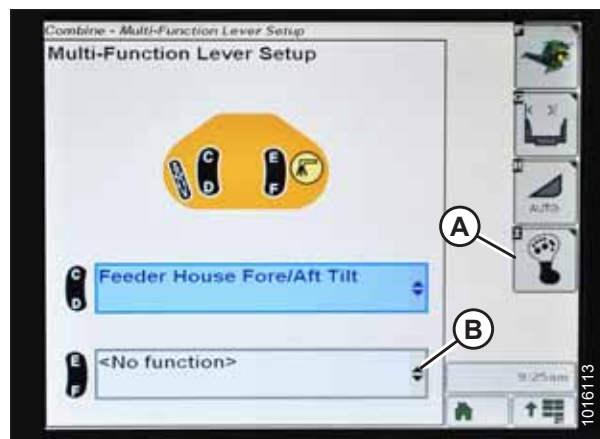 Combine - Multi-Function Lever Setup
Multi-Function Lever Setup
C
D
E
F
AUTO
A
C
D
Feeder House Fore/Aft Tilt
B
E
F
<No function>
9:25am
1016113